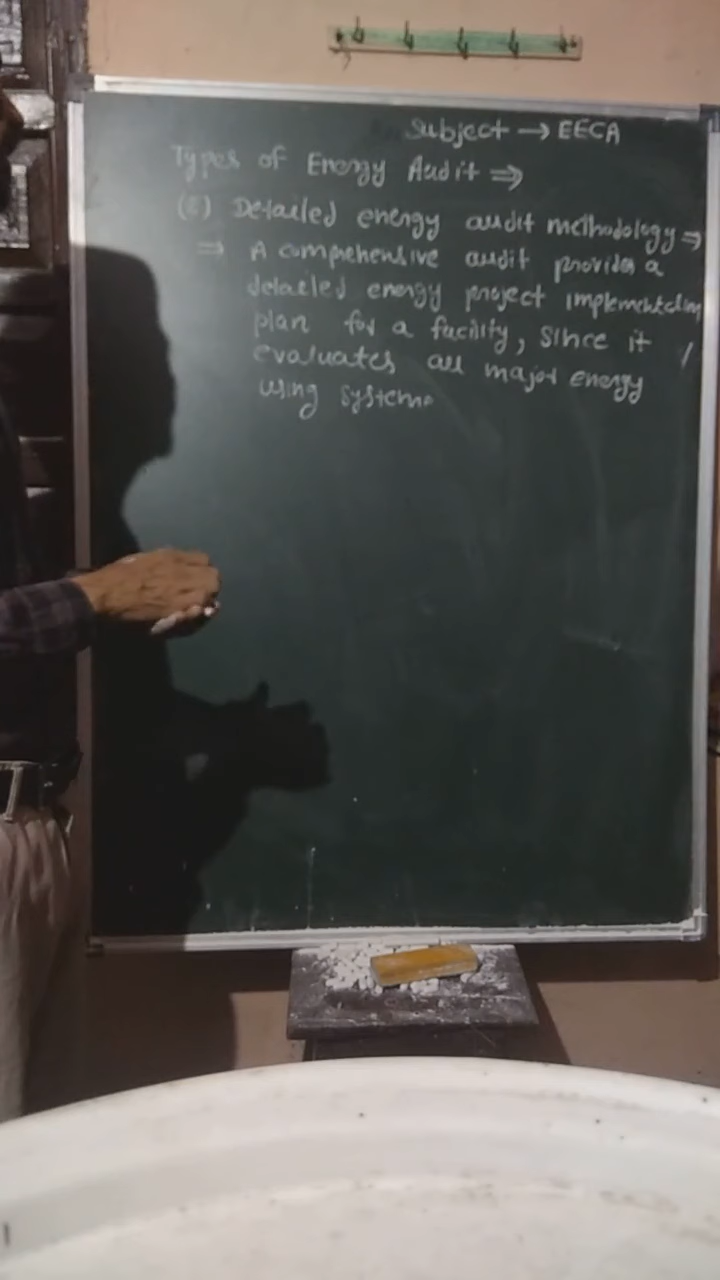 Subject → EECA
Types of Energy Audit ⇒
Detailed energy audit methodology ⇒
⇒ A comprehensive audit provides a
detailed energy project implementation
plan for a facility, since it
evaluates all major energy
using systems